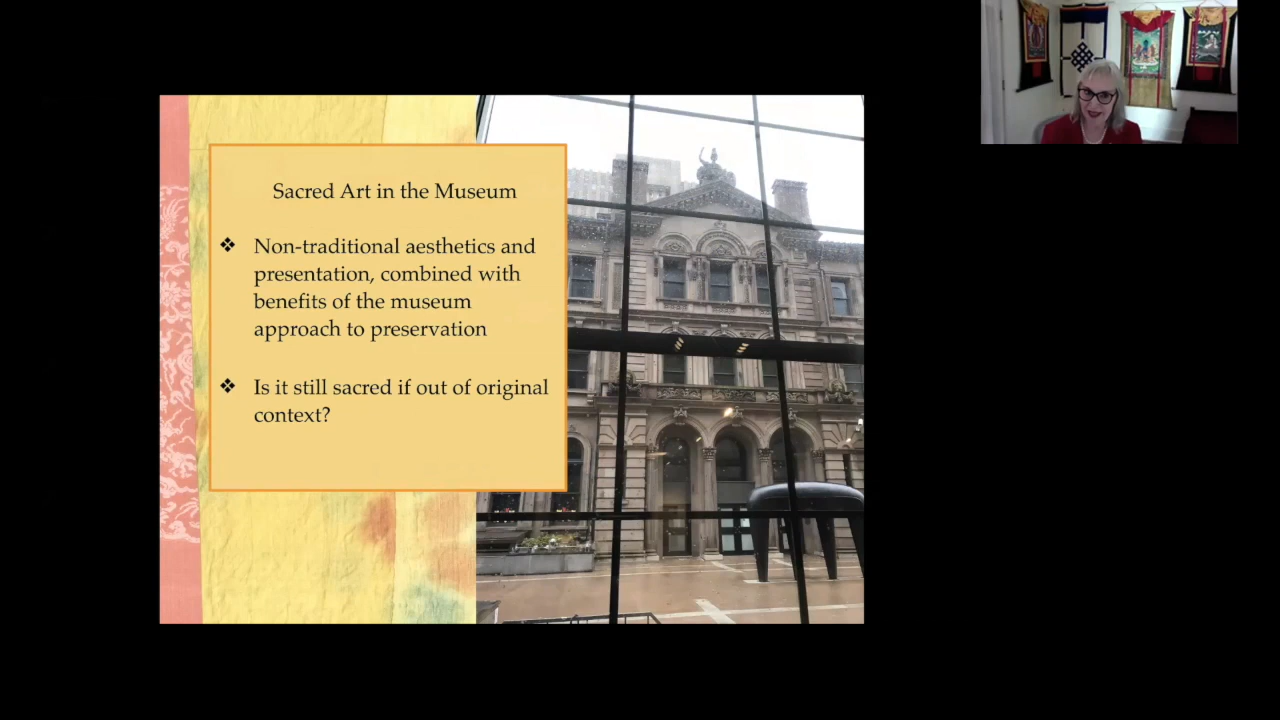 Sacred Art in the Museum
❖ Non-traditional aesthetics and
presentation, combined with
benefits of the museum
approach to preservation
❖ Is it still sacred if out of original
context?